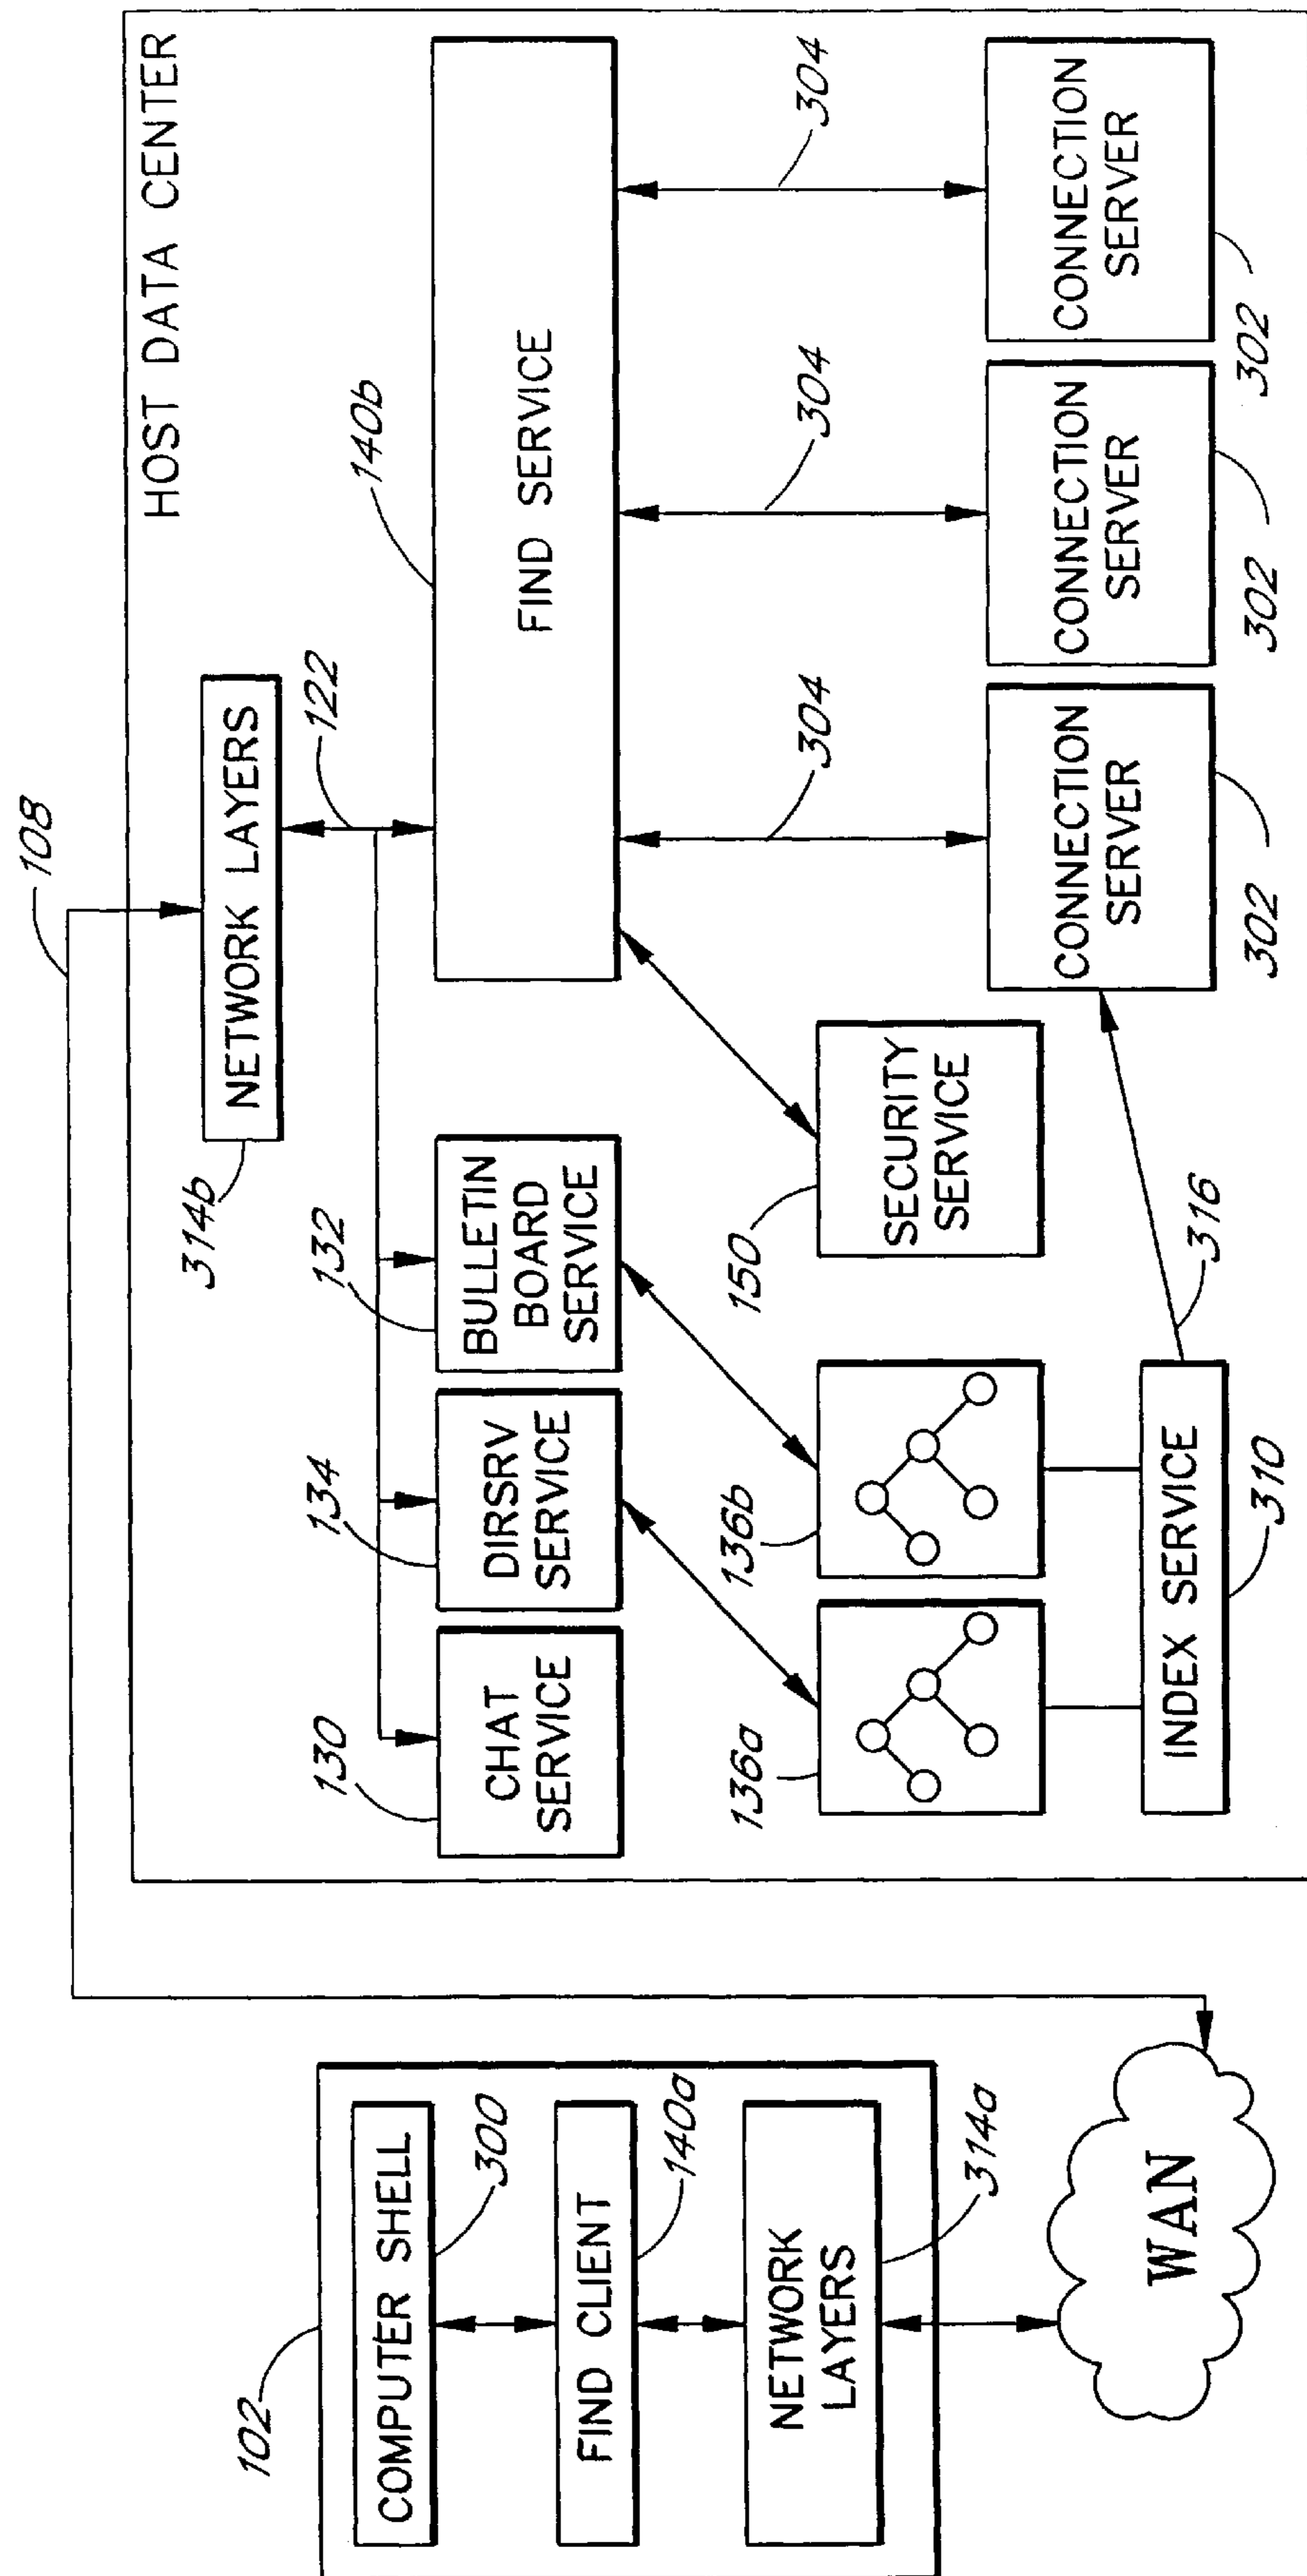 102
COMPUTER SHELL
300
FIND CLIENT
140a
NETWORK
LAYERS
314a
WAN
108
HOST DATA CENTER
NETWORK LAYERS
314b
122
130
CHAT
SERVICE
134
DIRSRV
SERVICE
132
BULLETIN
BOARD
SERVICE
140b
FIND SERVICE
136a
136b
150
SECURITY
SERVICE
304
304
304
INDEX SERVICE
310
316
CONNECTION
SERVER
302
CONNECTION
SERVER
302
CONNECTION
SERVER
302